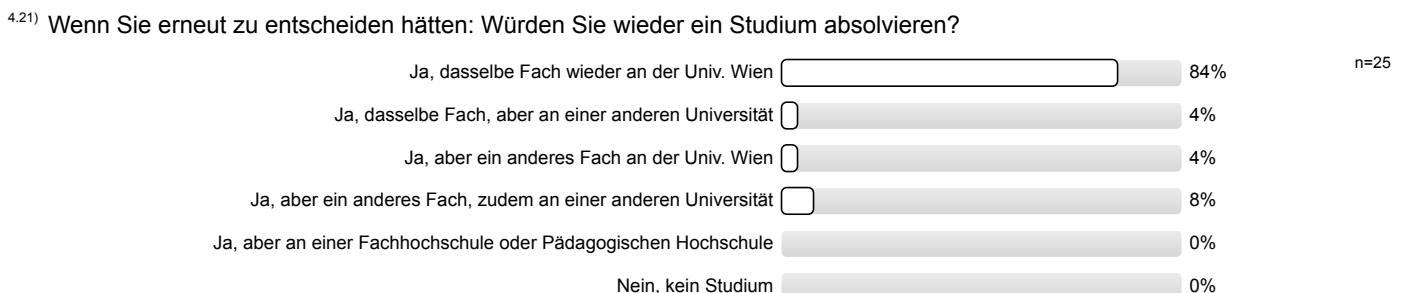 4.21) Wenn Sie erneut zu entscheiden hätten: Würden Sie wieder ein Studium absolvieren?
Ja, dasselbe Fach wieder an der Univ. Wien 84% n=25
Ja, dasselbe Fach, aber an einer anderen Universität 4%
Ja, aber ein anderes Fach an der Univ. Wien 4%
Ja, aber ein anderes Fach, zudem an einer anderen Universität 8%
Ja, aber an einer Fachhochschule oder Pädagogischen Hochschule 0%
Nein, kein Studium 0%